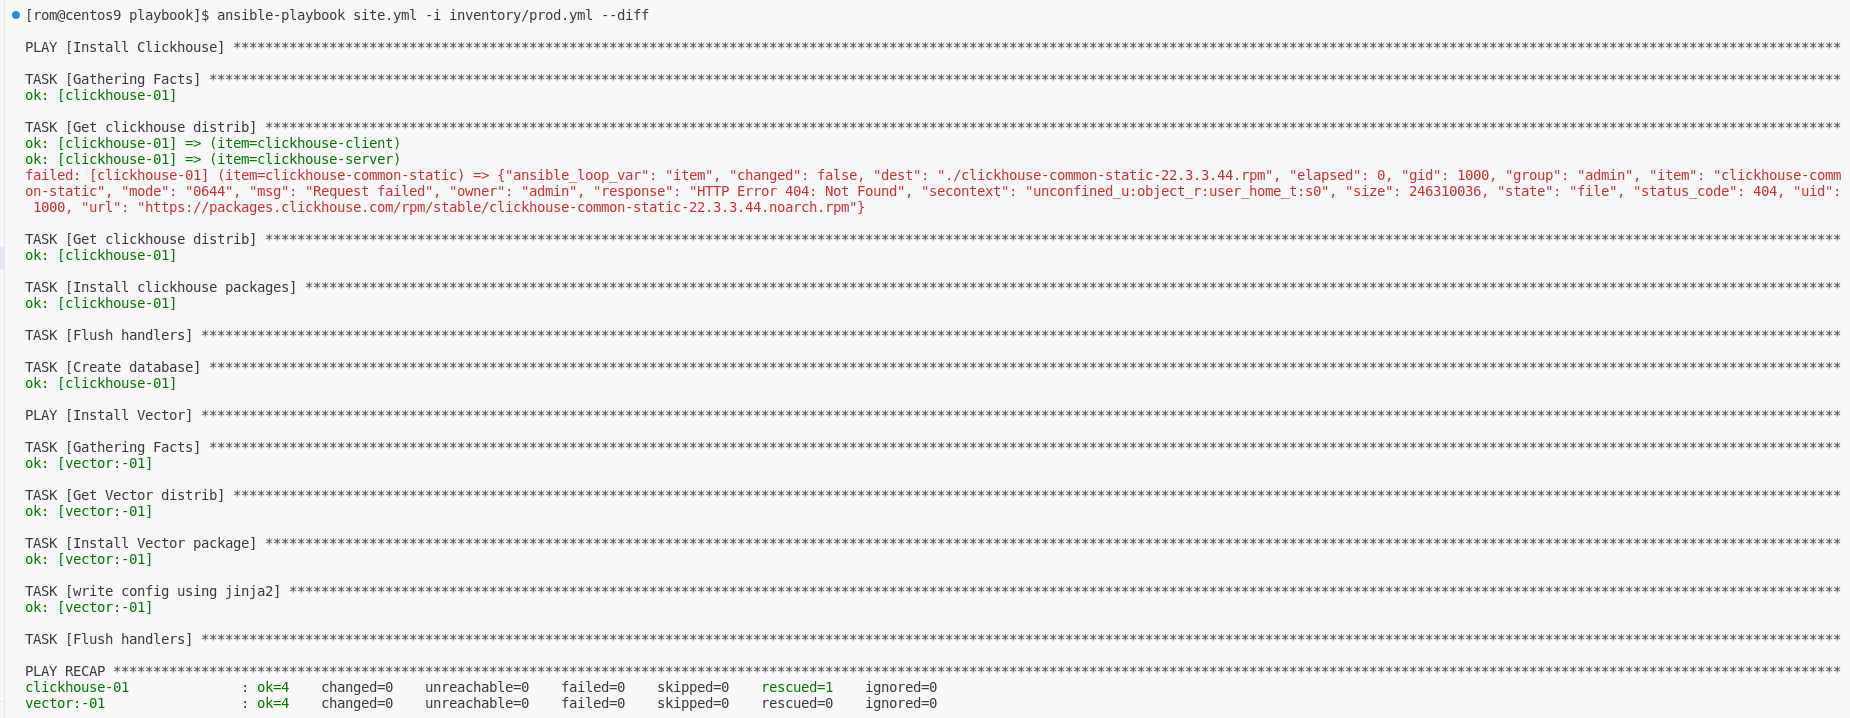 [rom@centos9 playbook]$ ansible-playbook site.yml -i inventory/prod.yml --diff
PLAY [Install Clickhouse] *********************************************************************************************************************************************************************************************************
TASK [Gathering Facts] ************************************************************************************************************************************************************************************************************
ok: [clickhouse-01]
TASK [Get clickhouse distrib] *****************************************************************************************************************************************************************************************************
ok: [clickhouse-01] => (item=clickhouse-client)
ok: [clickhouse-01] => (item=clickhouse-server)
failed: [clickhouse-01] (item=clickhouse-common-static) => {"ansible_loop_var": "item", "changed": false, "dest": "./clickhouse-common-static-22.3.3.44.rpm", "elapsed": 0, "gid": 1000, "group": "admin", "item": "clickhouse-comm
on-static", "mode": "0644", "msg": "Request failed", "owner": "admin", "response": "HTTP Error 404: Not Found", "secontext": "unconfined_u:object_r:user_home_t:s0", "size": 246310036, "state": "file", "status_code": 404, "uid":
1000, "url": "https://packages.clickhouse.com/rpm/stable/clickhouse-common-static-22.3.3.44.noarch.rpm"}
TASK [Get clickhouse distrib] *****************************************************************************************************************************************************************************************************
ok: [clickhouse-01]
TASK [Install clickhouse packages] ************************************************************************************************************************************************************************************************
ok: [clickhouse-01]
TASK [Flush handlers] *************************************************************************************************************************************************************************************************************
TASK [Create database] ************************************************************************************************************************************************************************************************************
ok: [clickhouse-01]
PLAY [Install Vector] *************************************************************************************************************************************************************************************************************
TASK [Gathering Facts] ************************************************************************************************************************************************************************************************************
ok: [vector:-01]
TASK [Get Vector distrib] *********************************************************************************************************************************************************************************************************
ok: [vector:-01]
TASK [Install Vector package] *****************************************************************************************************************************************************************************************************
ok: [vector:-01]
TASK [write config using jinja2] **************************************************************************************************************************************************************************************************
ok: [vector:-01]
TASK [Flush handlers] *************************************************************************************************************************************************************************************************************
PLAY RECAP ************************************************************************************************************************************************************************************************************************
clickhouse-01              : ok=4    changed=0    unreachable=0    failed=0    skipped=0    rescued=1    ignored=0
vector:-01                 : ok=4    changed=0    unreachable=0    failed=0    skipped=0    rescued=0    ignored=0